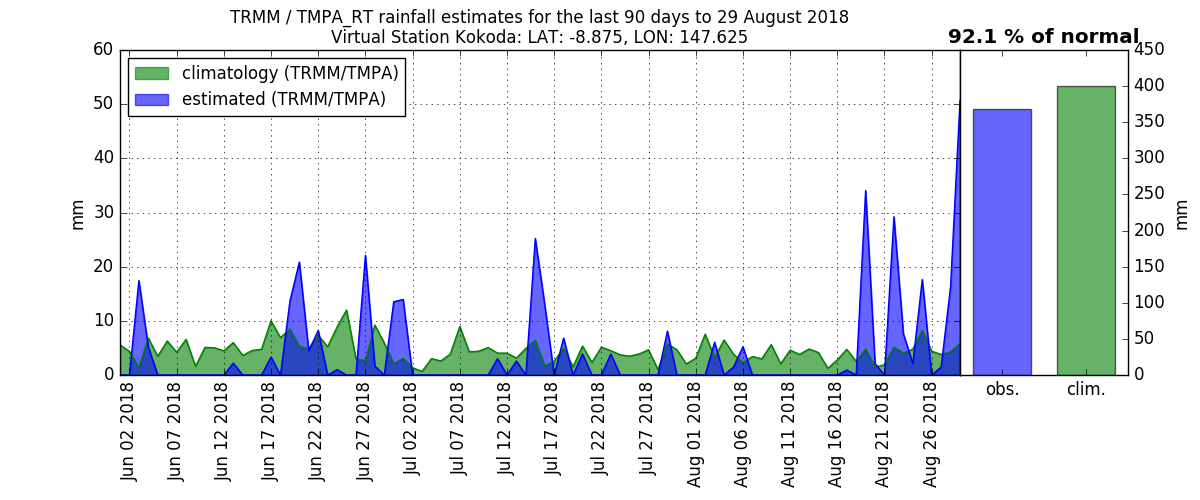 TRMM / TMPA_RT rainfall estimates for the last 90 days to 29 August 2018
Virtual Station Kokoda: LAT: -8.875, LON: 147.625
92.1 % of normal
climatology (TRMM/TMPA)
estimated (TRMM/TMPA)
60
50
40
30
20
10
0
mm
450
400
350
300
250
200
150
100
50
0
mm
obs.
clim.
Jun 02 2018
Jun 07 2018
Jun 12 2018
Jun 17 2018
Jun 22 2018
Jun 27 2018
Jul 02 2018
Jul 07 2018
Jul 12 2018
Jul 17 2018
Jul 22 2018
Jul 27 2018
Aug 01 2018
Aug 06 2018
Aug 11 2018
Aug 16 2018
Aug 21 2018
Aug 26 2018